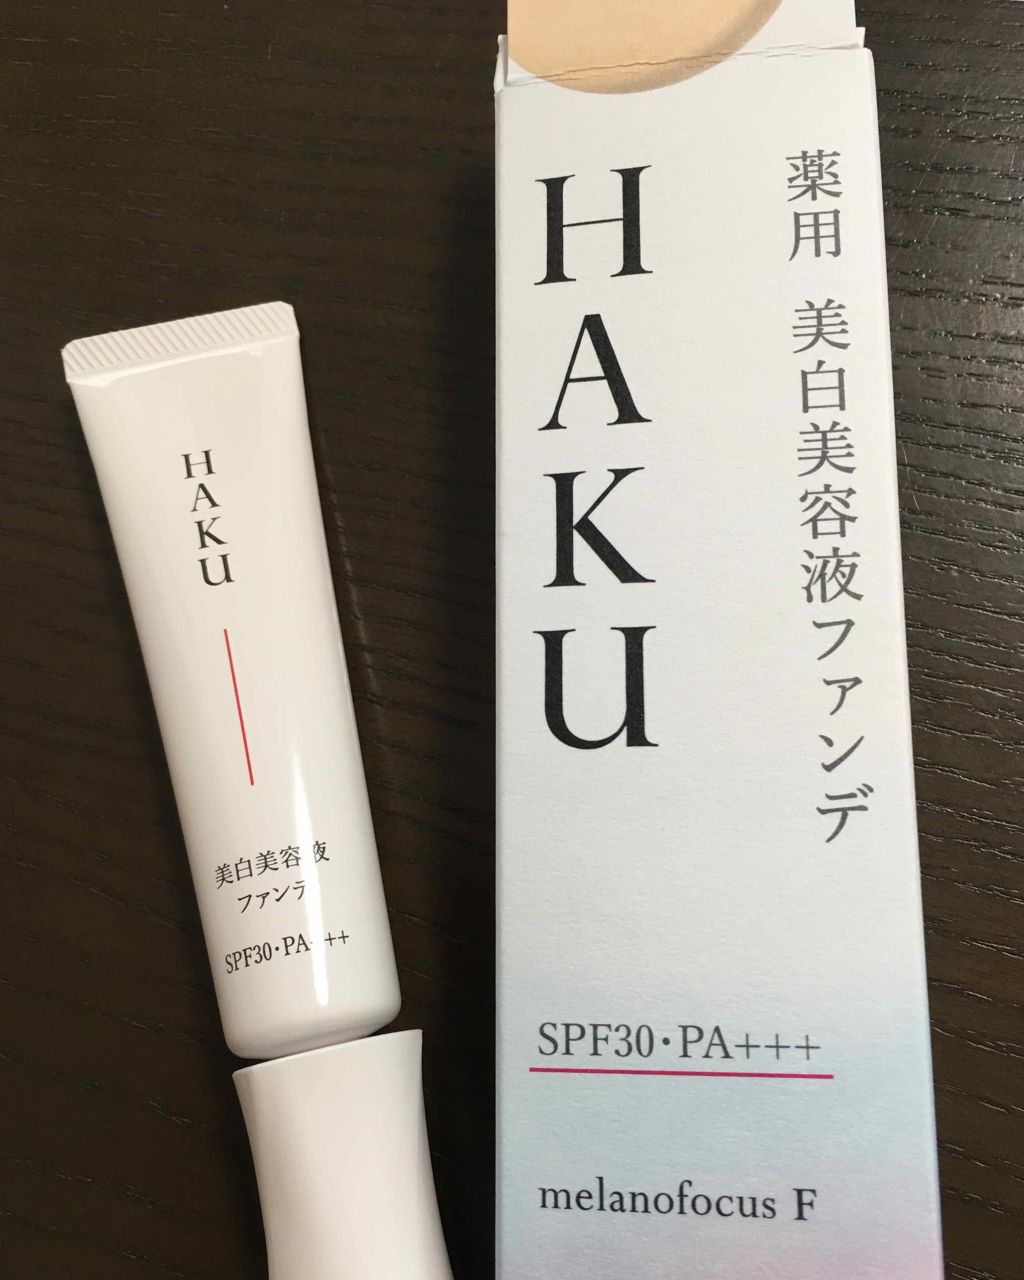 HAKU
美白美容液
ファンデ
SPF30・PA+++
HAKU
薬用 美白美容液ファンデ
SPF30・PA+++
melanofocus F